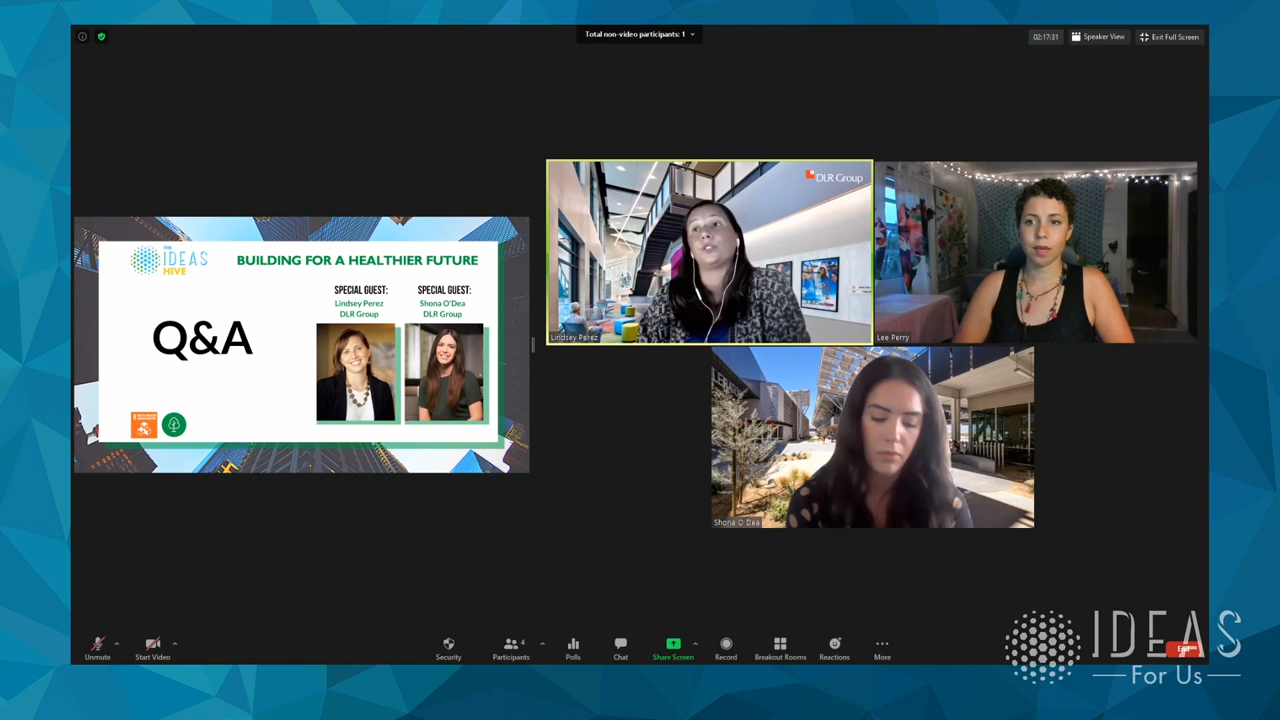 Total non-video participants: 1
02:17:31
Speaker View
Exit Full Screen
THE
IDEAS
HIVE
BUILDING FOR A HEALTHIER FUTURE
Q&A
SPECIAL GUEST:
Lindsey Perez
DLR Group
SPECIAL GUEST:
Shona O'Dea
DLR Group
DLR Group
Lindsey Perez
Lee Perry
Shona O Dea
Unmute
Start Video
Security
4
Participants
Polls
Chat
Share Screen
Record
Breakout Rooms
Reactions
More
End
IDEAS
For Us